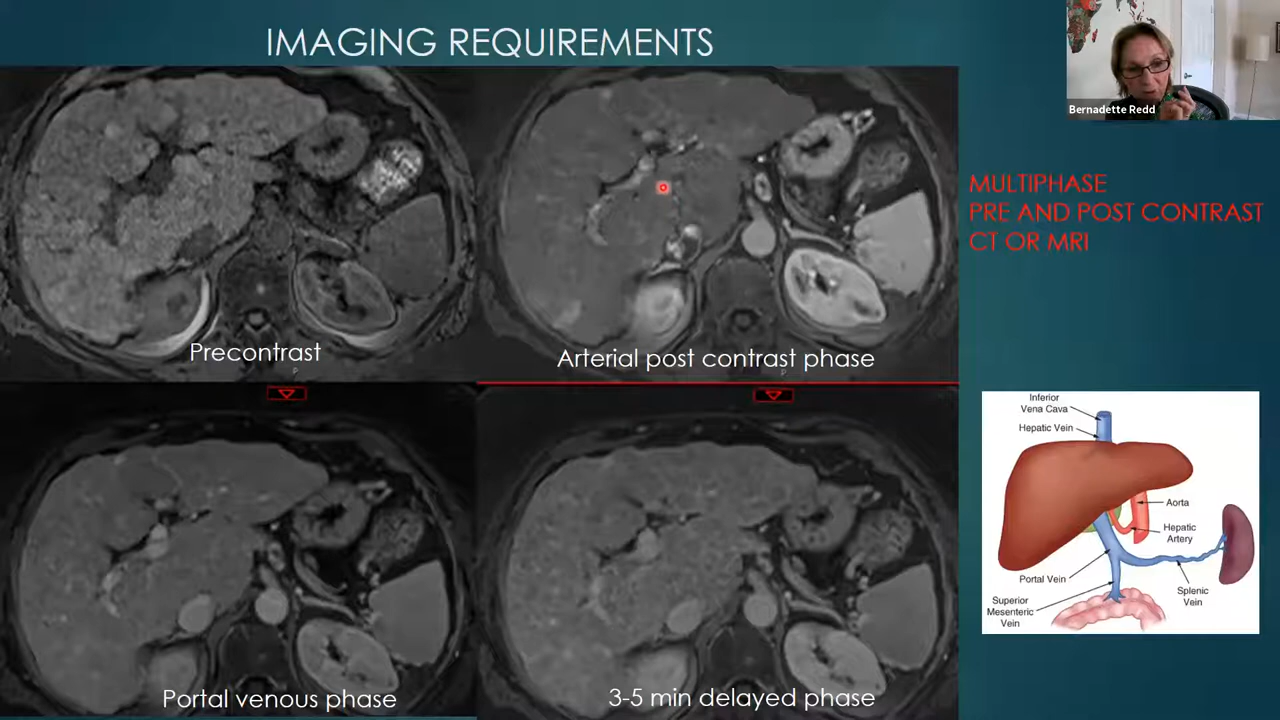 IMAGING REQUIREMENTS
Bernadette Redd
MULTIPHASE
PRE AND POST CONTRAST
CT OR MRI
Precontrast
P
Arterial post contrast phase
P
Portal venous phase
3-5 min delayed phase
Inferior
Vena Cava
Hepatic Vein
Aorta
Hepatic
Artery
Portal Vein
Splenic
Vein
Superior
Mesenteric
Vein